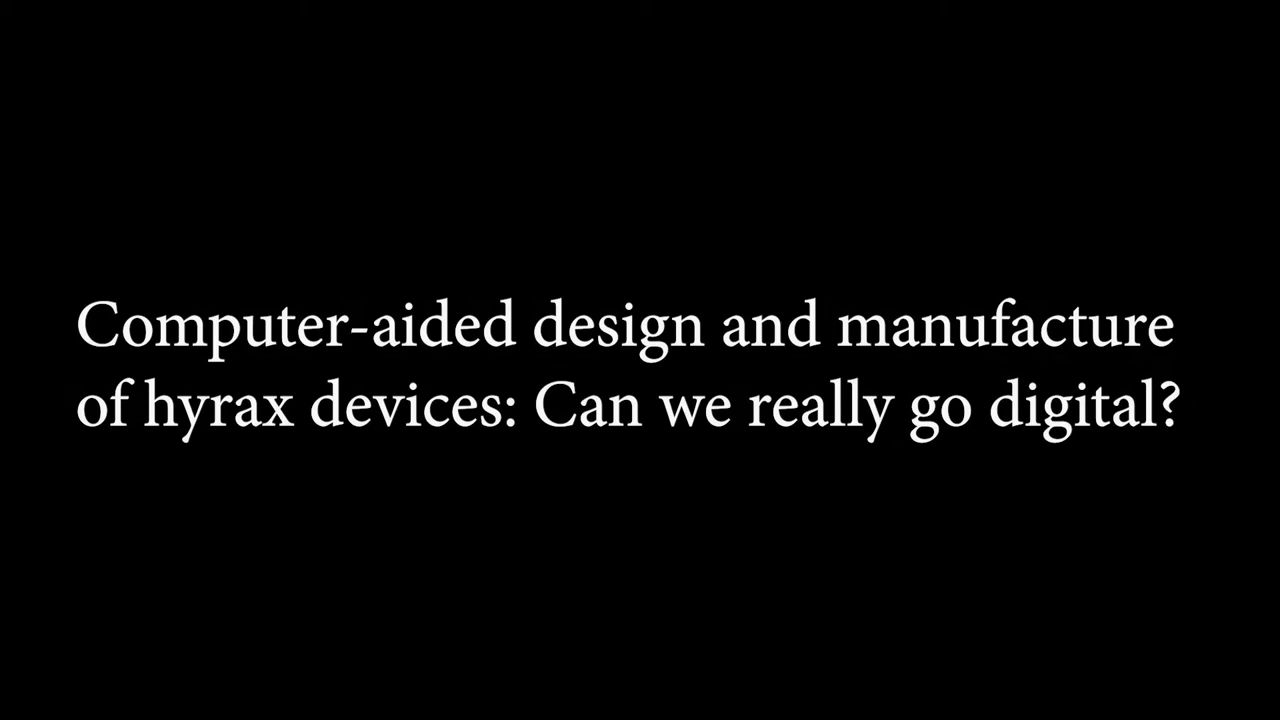 Computer-aided design and manufacture
of hyrax devices: Can we really go digital?